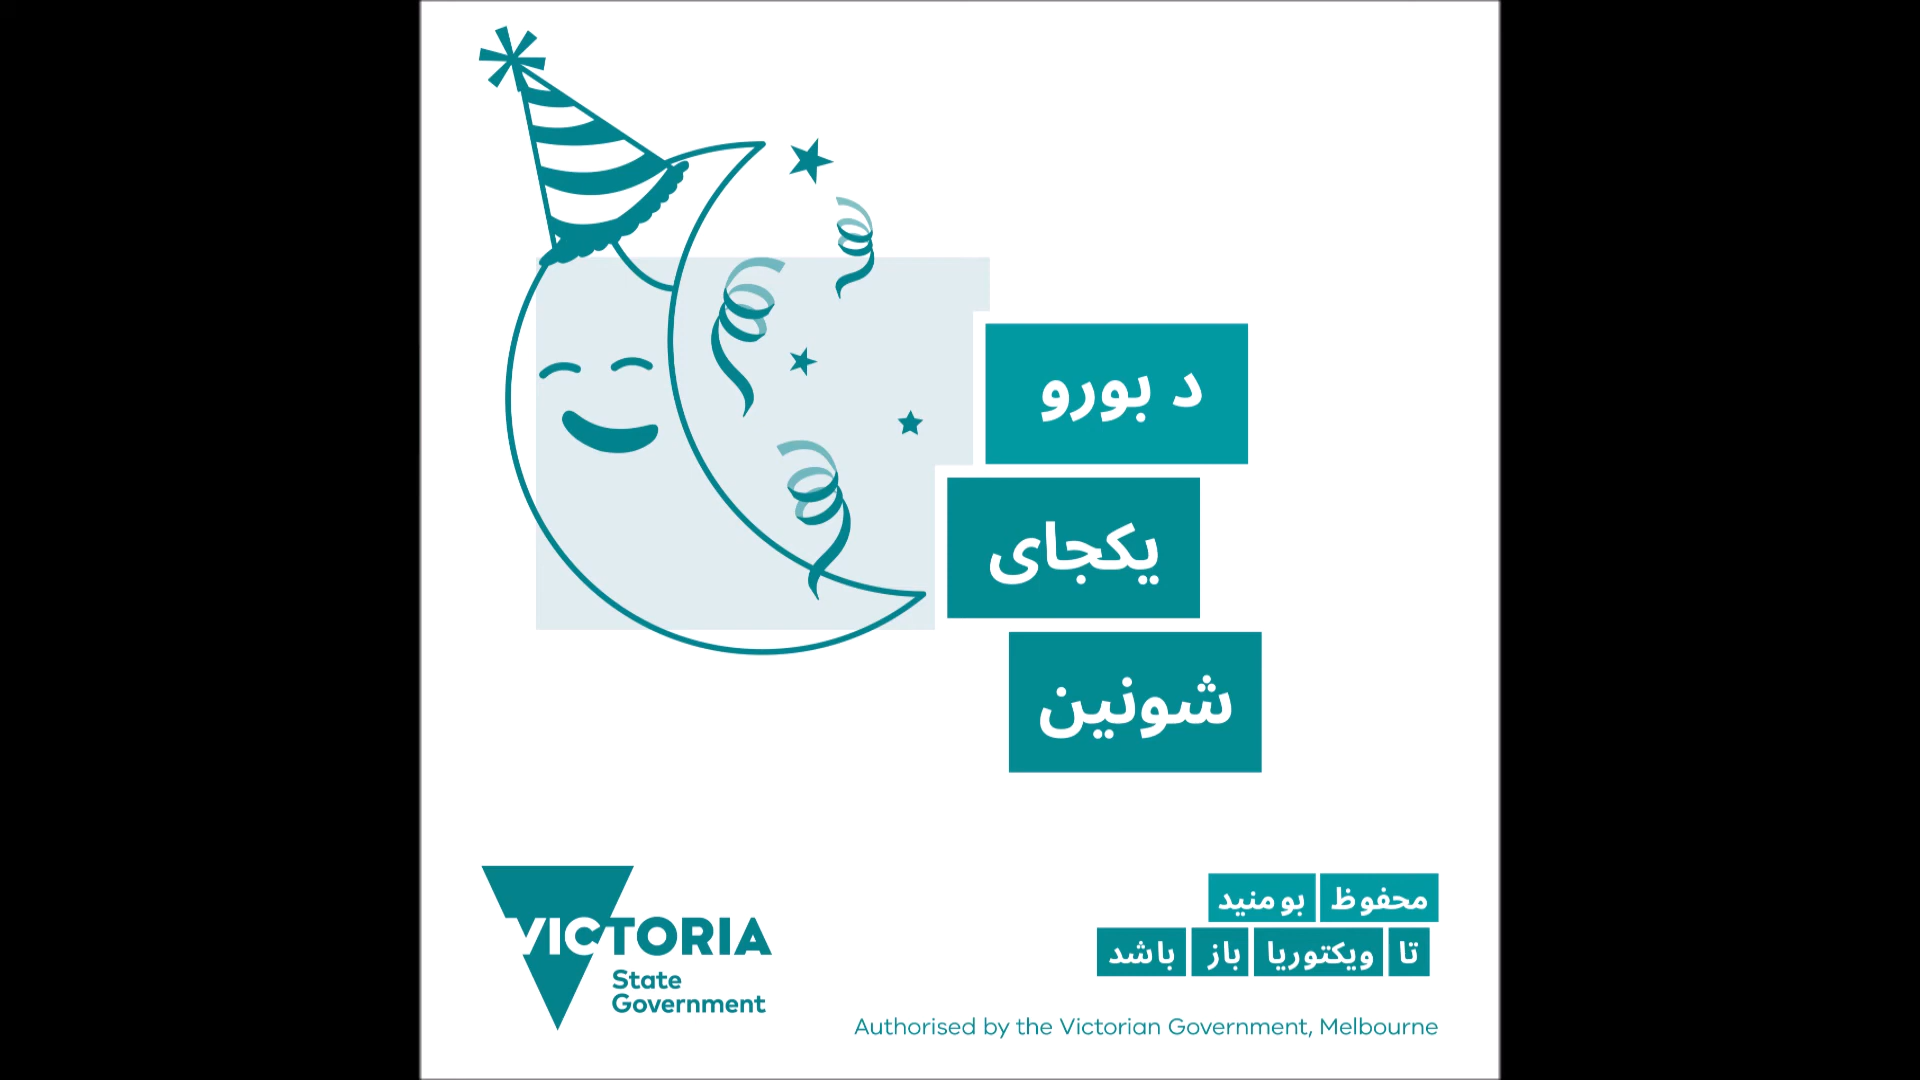 د بورو
یکجای
شونین
محفوظ بومنید
تا ویکتوریا باز باشد
VICTORIA
State
Government
Authorised by the Victorian Government, Melbourne